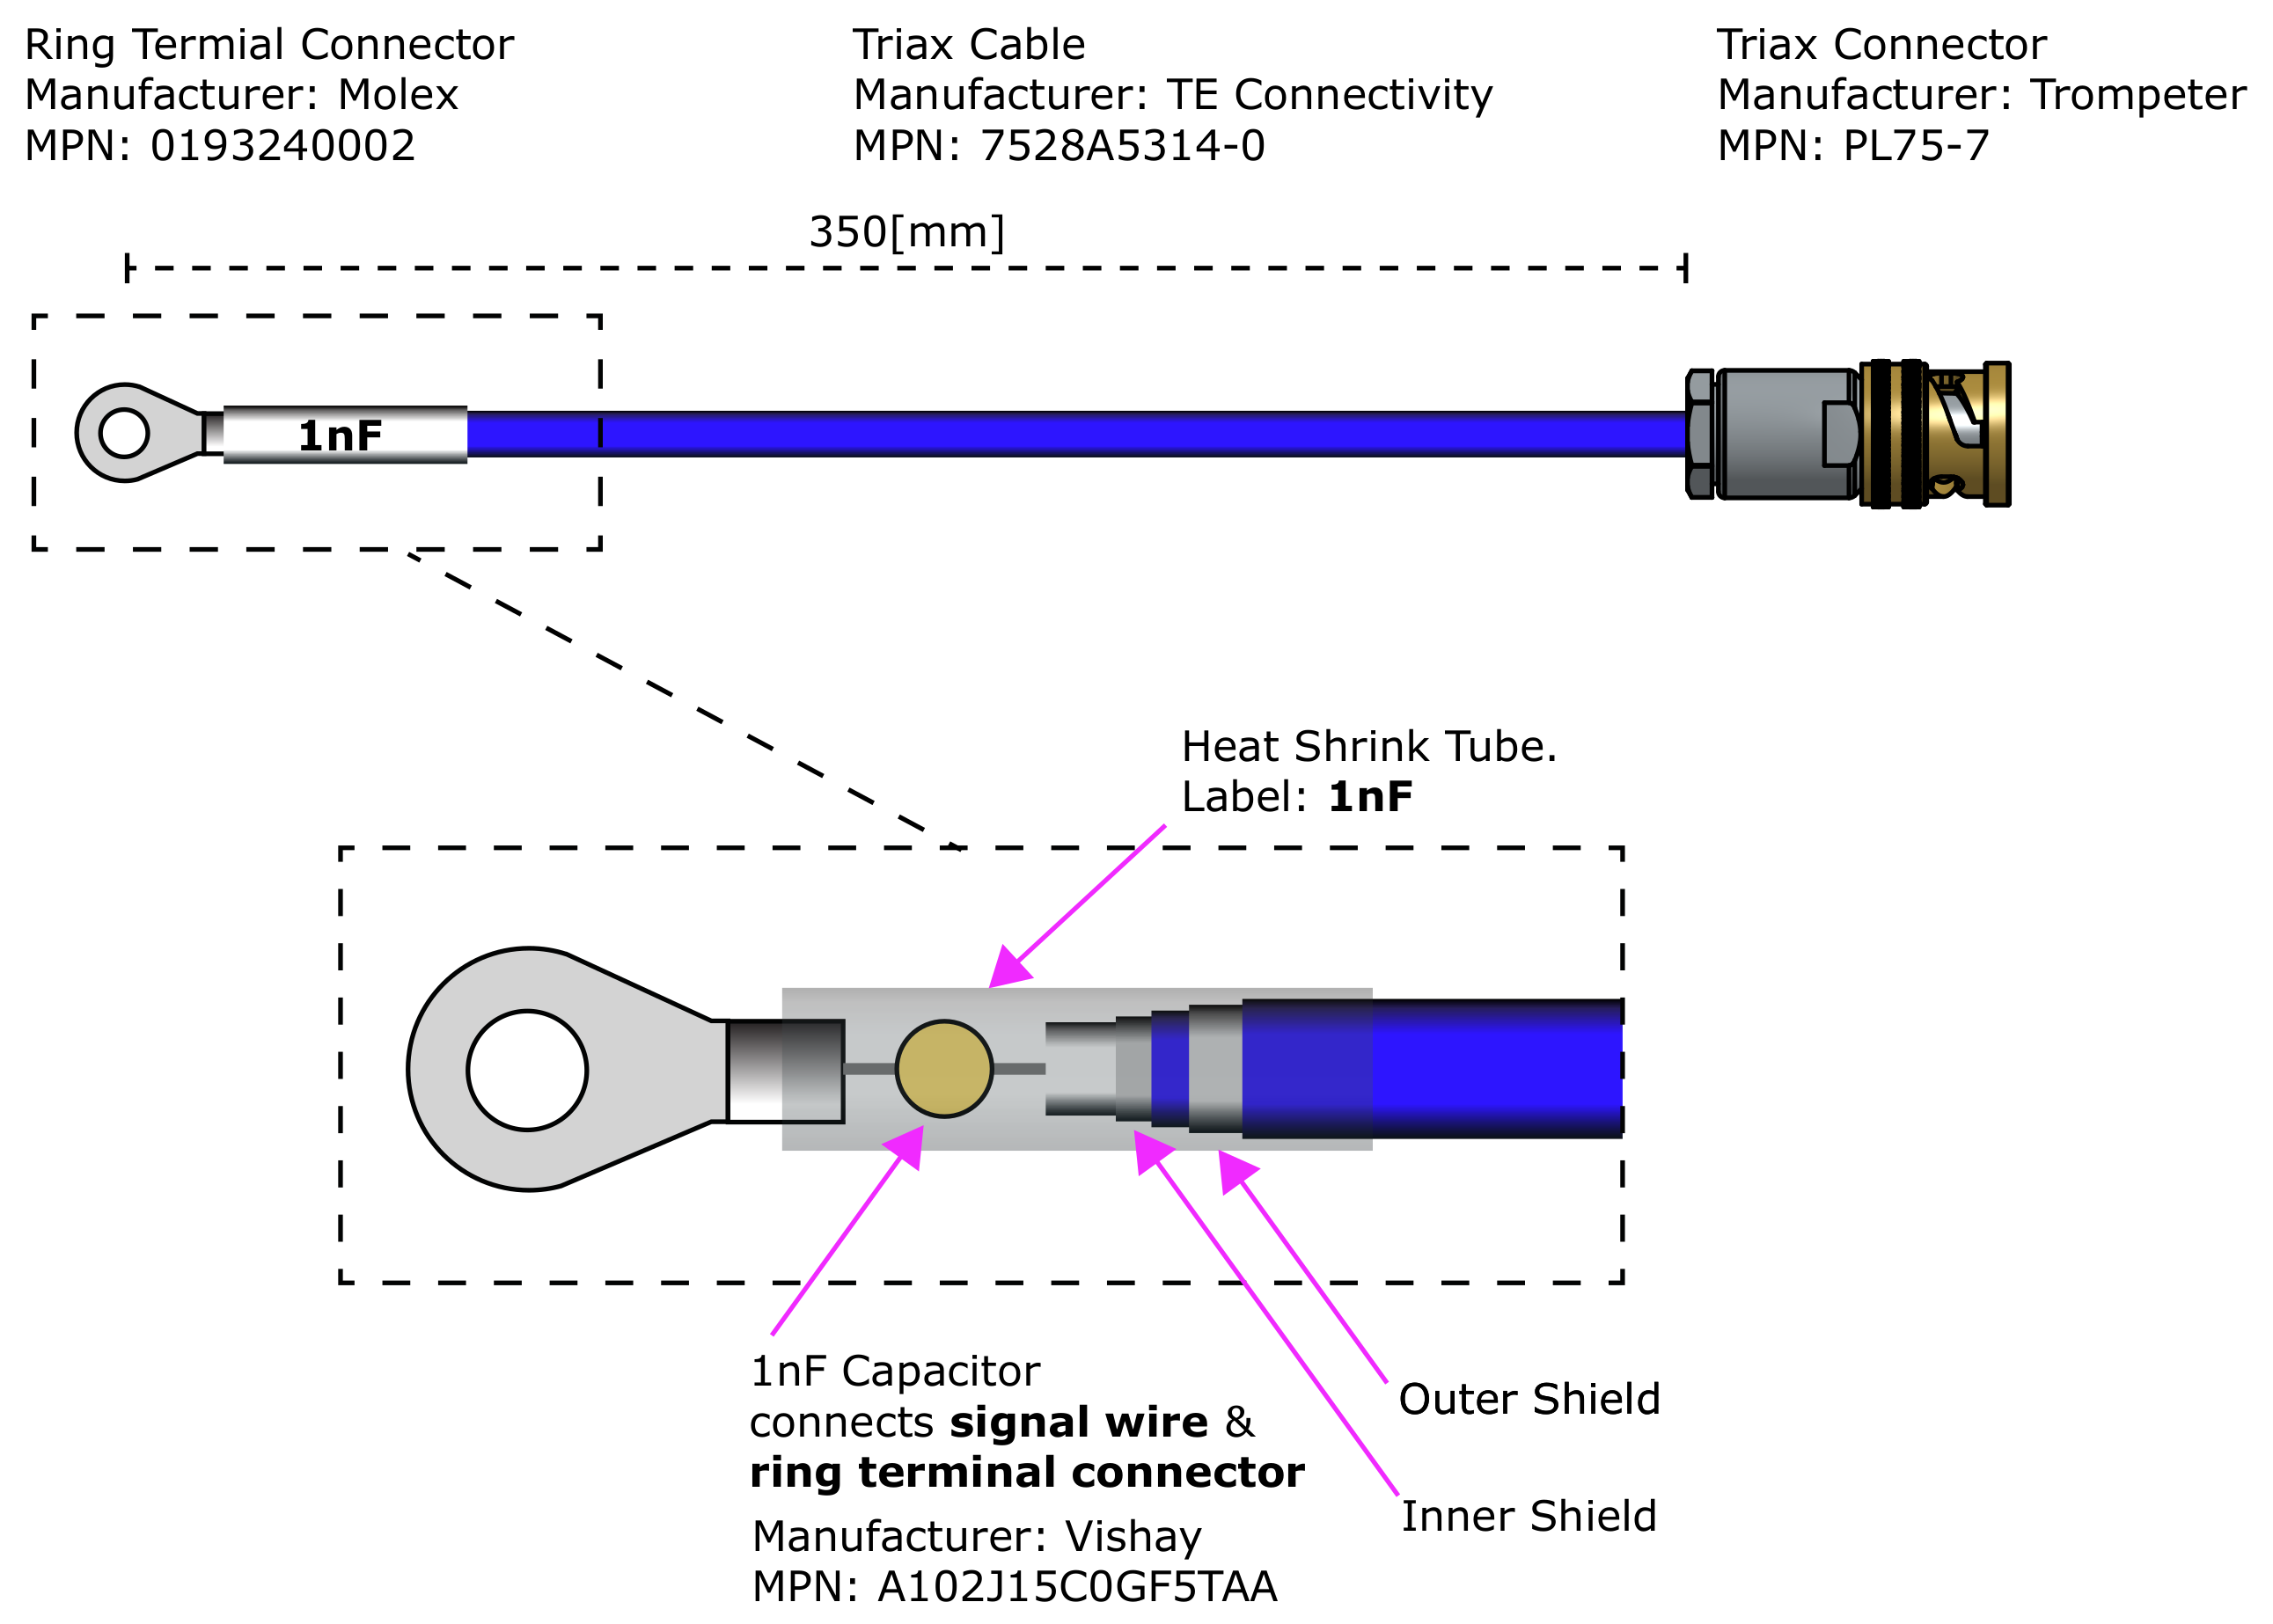 Ring Termial Connector
Manufacturer: Molex
MPN: 0193240002
Triax Cable
Manufacturer: TE Connectivity
MPN: 7528A5314-0
Triax Connector
Manufacturer: Trompeter
MPN: PL75-7
350[mm]
1nF
Heat Shrink Tube.
Label: 1nF
1nF Capacitor
connects signal wire &
ring terminal connector
Manufacturer: Vishay
MPN: A102J15C0GF5TAA
Outer Shield
Inner Shield